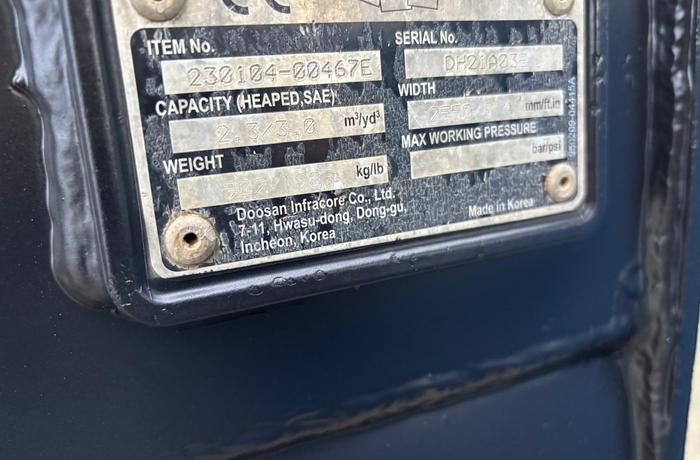 CE
ITEM No.
230104-00467E
SERIAL No.
CAPACITY (HEAPED,SAE)
2.3/3.0 m³/yd³
WIDTH
mm/ft.in
WEIGHT
kg/lb
MAX WORKING PRESSURE
bar/psi
Doosan Infracore Co., Ltd.
7-11, Hwasu-dong, Dong-gu,
Incheon, Korea
Made in Korea